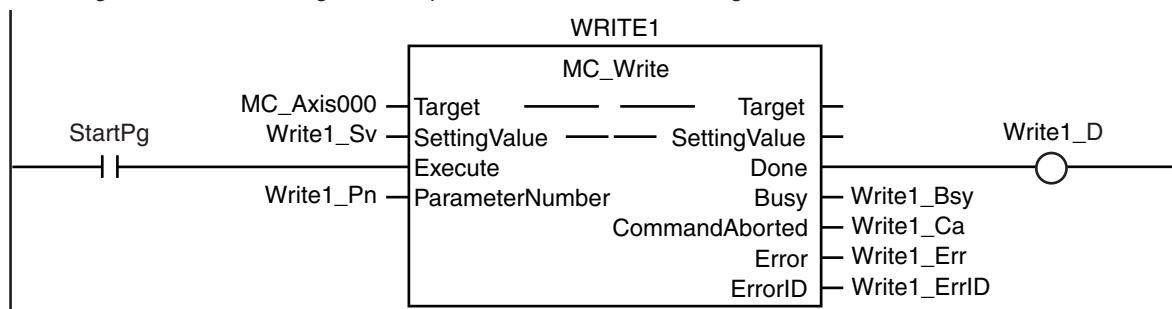 WRITE1
MC_Write
MC_Axis000 Target Target
StartPg Write1_Sv SettingValue SettingValue Write1_D
Execute Done
Write1_Pn ParameterNumber Busy Write1_Bsy
CommandAborted Write1_Ca
Error Write1_Err
ErrorID Write1_ErrID